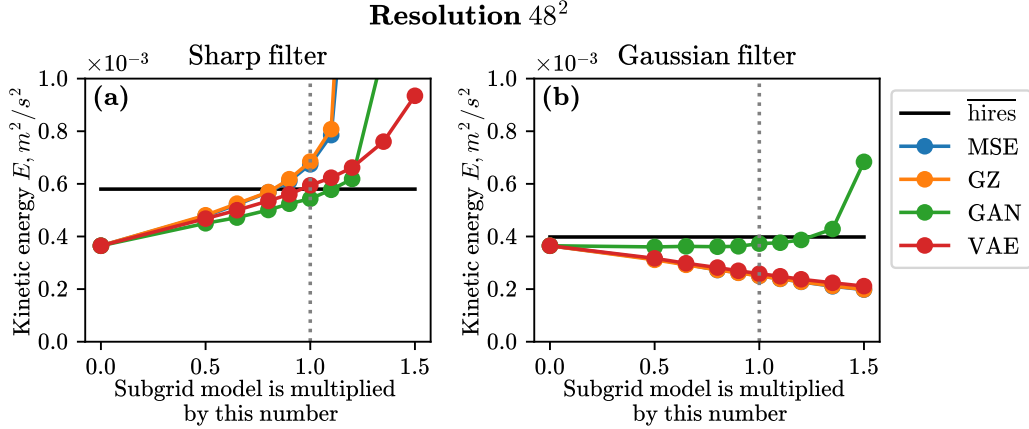 Resolution 48²
Sharp filter
×10⁻³
(a)
1.0
0.8
0.6
0.4
0.2
0.0
Kinetic energy E, m²/s²
0.0 0.5 1.0 1.5
Subgrid model is multiplied
by this number
Gaussian filter
×10⁻³
(b)
1.0
0.8
0.6
0.4
0.2
0.0
Kinetic energy E, m²/s²
0.0 0.5 1.0 1.5
Subgrid model is multiplied
by this number
hires
MSE
GZ
GAN
VAE